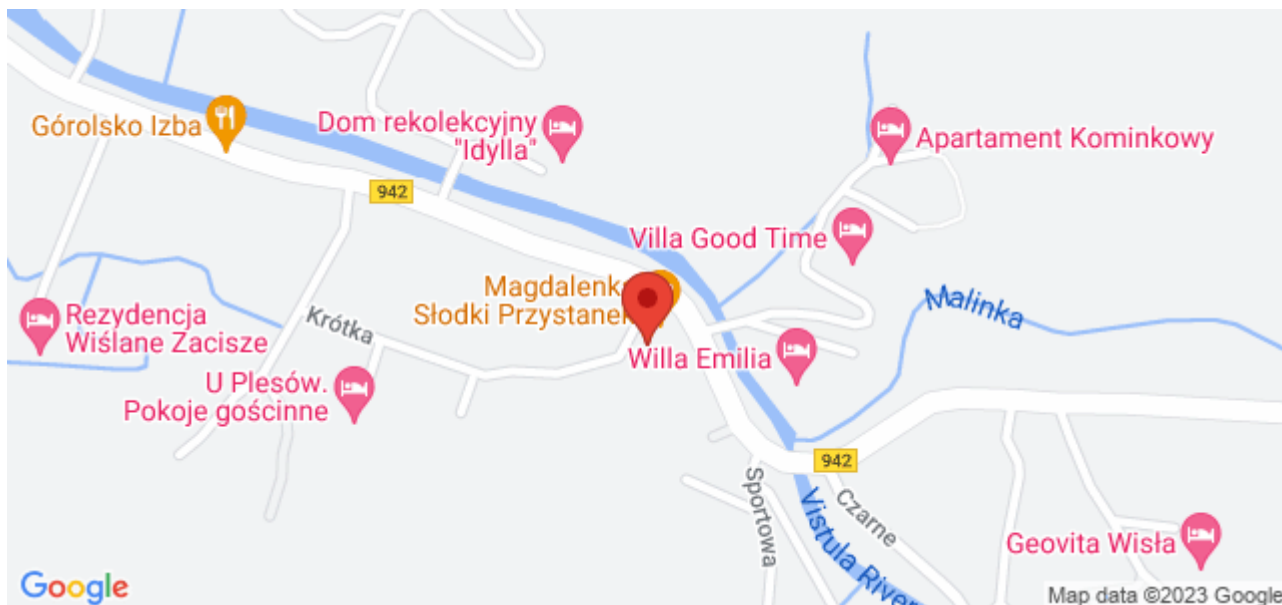 Górolsko Izba
Dom rekolekcyjny
"Idylla"
Apartament Kominkowy
942
Villa Good Time
Magdalenka
Słodki Przystanek
Malinka
Rezydencja
Wiślane Zacisze
Krótka
Willa Emilia
U Plesów.
Pokoje gościnne
942
Sportowa
Czarne
Vistula River
Geovita Wisła
Google
Map data ©2023 Google